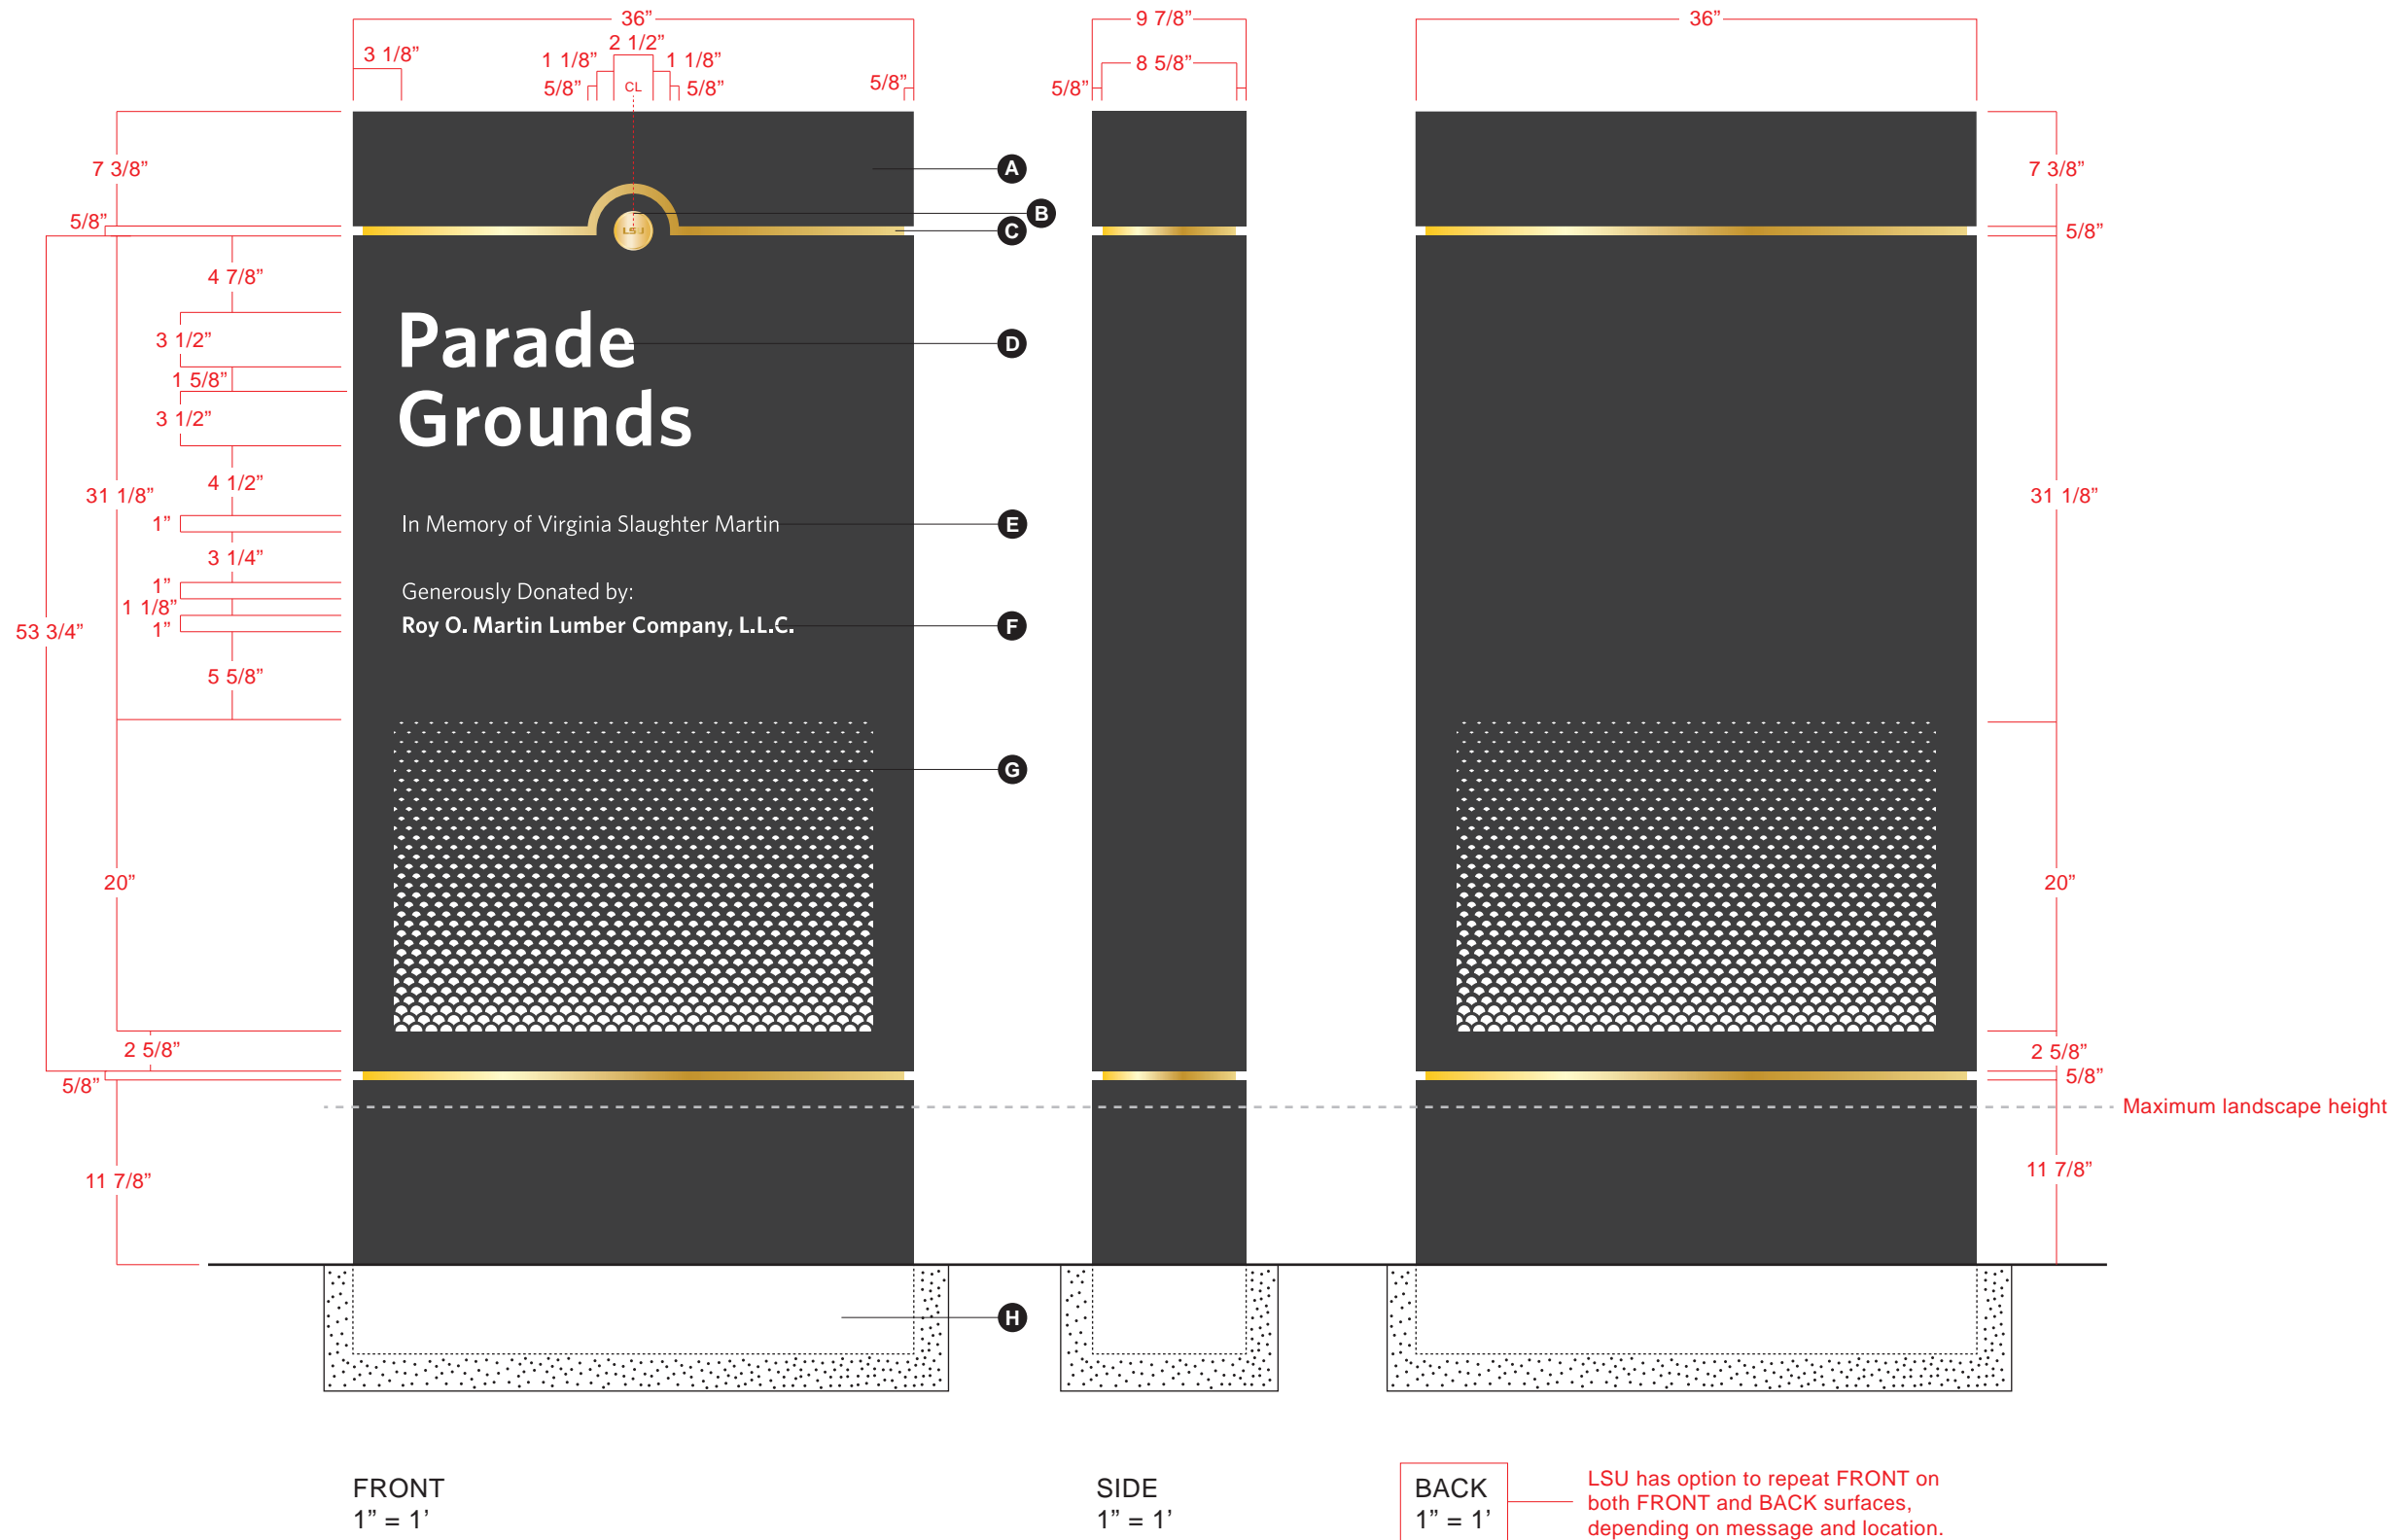 36”
9 7/8”
36”
2 1/2”
3 1/8”
1 1/8”
1 1/8”
8 5/8”
5/8”
CL
5/8”
5/8”
5/8”
7 3/8”
A
7 3/8”
5/8”
B
LSU
C
5/8”
4 7/8”
3 1/2”
Parade
D
1 5/8”
3 1/2”
Grounds
4 1/2”
31 1/8”
31 1/8”
1”
In Memory of Virginia Slaughter Martin
E
3 1/4”
1”
Generously Donated by:
1 1/8”
1”
Roy O. Martin Lumber Company, L.L.C.
F
53 3/4”
5 5/8”
G
20”
20”
2 5/8”
2 5/8”
5/8”
5/8”
Maximum landscape height
11 7/8”
11 7/8”
H
FRONT
1” = 1’
SIDE
1” = 1’
BACK
1” = 1’
LSU has option to repeat FRONT on
both FRONT and BACK surfaces,
depending on message and location.